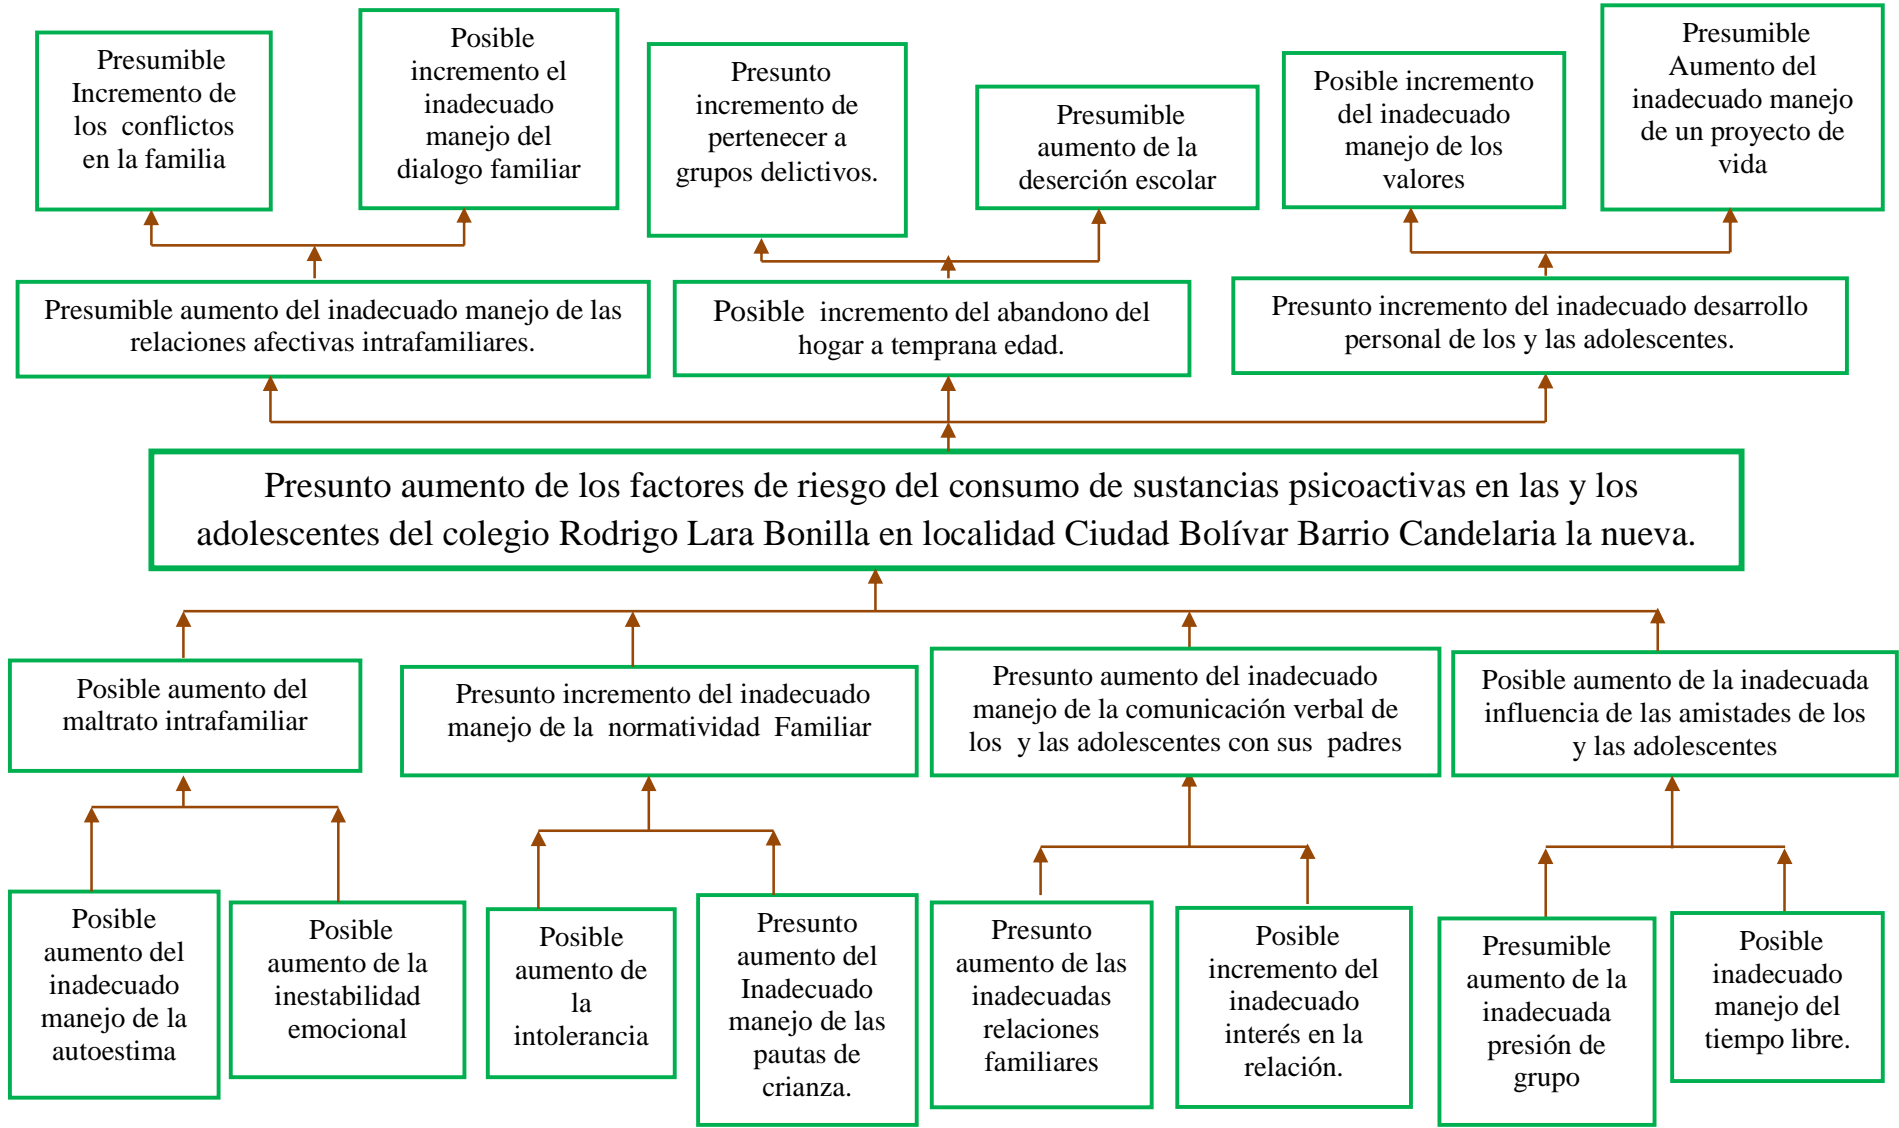 Presumible
Incremento de
los conflictos
en la familia
Posible
incremento el
inadecuado
manejo del
dialogo familiar
Presunto
incremento de
pertenecer a
grupos delictivos.
Presumible
aumento de la
deserción escolar
Posible incremento
del inadecuado
manejo de los
valores
Presumible
Aumento del
inadecuado manejo
de un proyecto de
vida
Presumible aumento del inadecuado manejo de las
relaciones afectivas intrafamiliares.
Posible incremento del abandono del
hogar a temprana edad.
Presunto incremento del inadecuado desarrollo
personal de los y las adolescentes.
Presunto aumento de los factores de riesgo del consumo de sustancias psicoactivas en las y los
adolescentes del colegio Rodrigo Lara Bonilla en localidad Ciudad Bolívar Barrio Candelaria la nueva.
Posible aumento del
maltrato intrafamiliar
Presunto incremento del inadecuado
manejo de la normatividad Familiar
Presunto aumento del inadecuado
manejo de la comunicación verbal de
los y las adolescentes con sus padres
Posible aumento de la inadecuada
influencia de las amistades de los
y las adolescentes
Posible
aumento del
inadecuado
manejo de la
autoestima
Posible
aumento de la
inestabilidad
emocional
Posible
aumento de
la
intolerancia
Presunto
aumento del
Inadecuado
manejo de las
pautas de
crianza.
Presunto
aumento de las
inadecuadas
relaciones
familiares
Posible
incremento del
inadecuado
interés en la
relación.
Presumible
aumento de la
inadecuada
presión de
grupo
Posible
inadecuado
manejo del
tiempo libre.